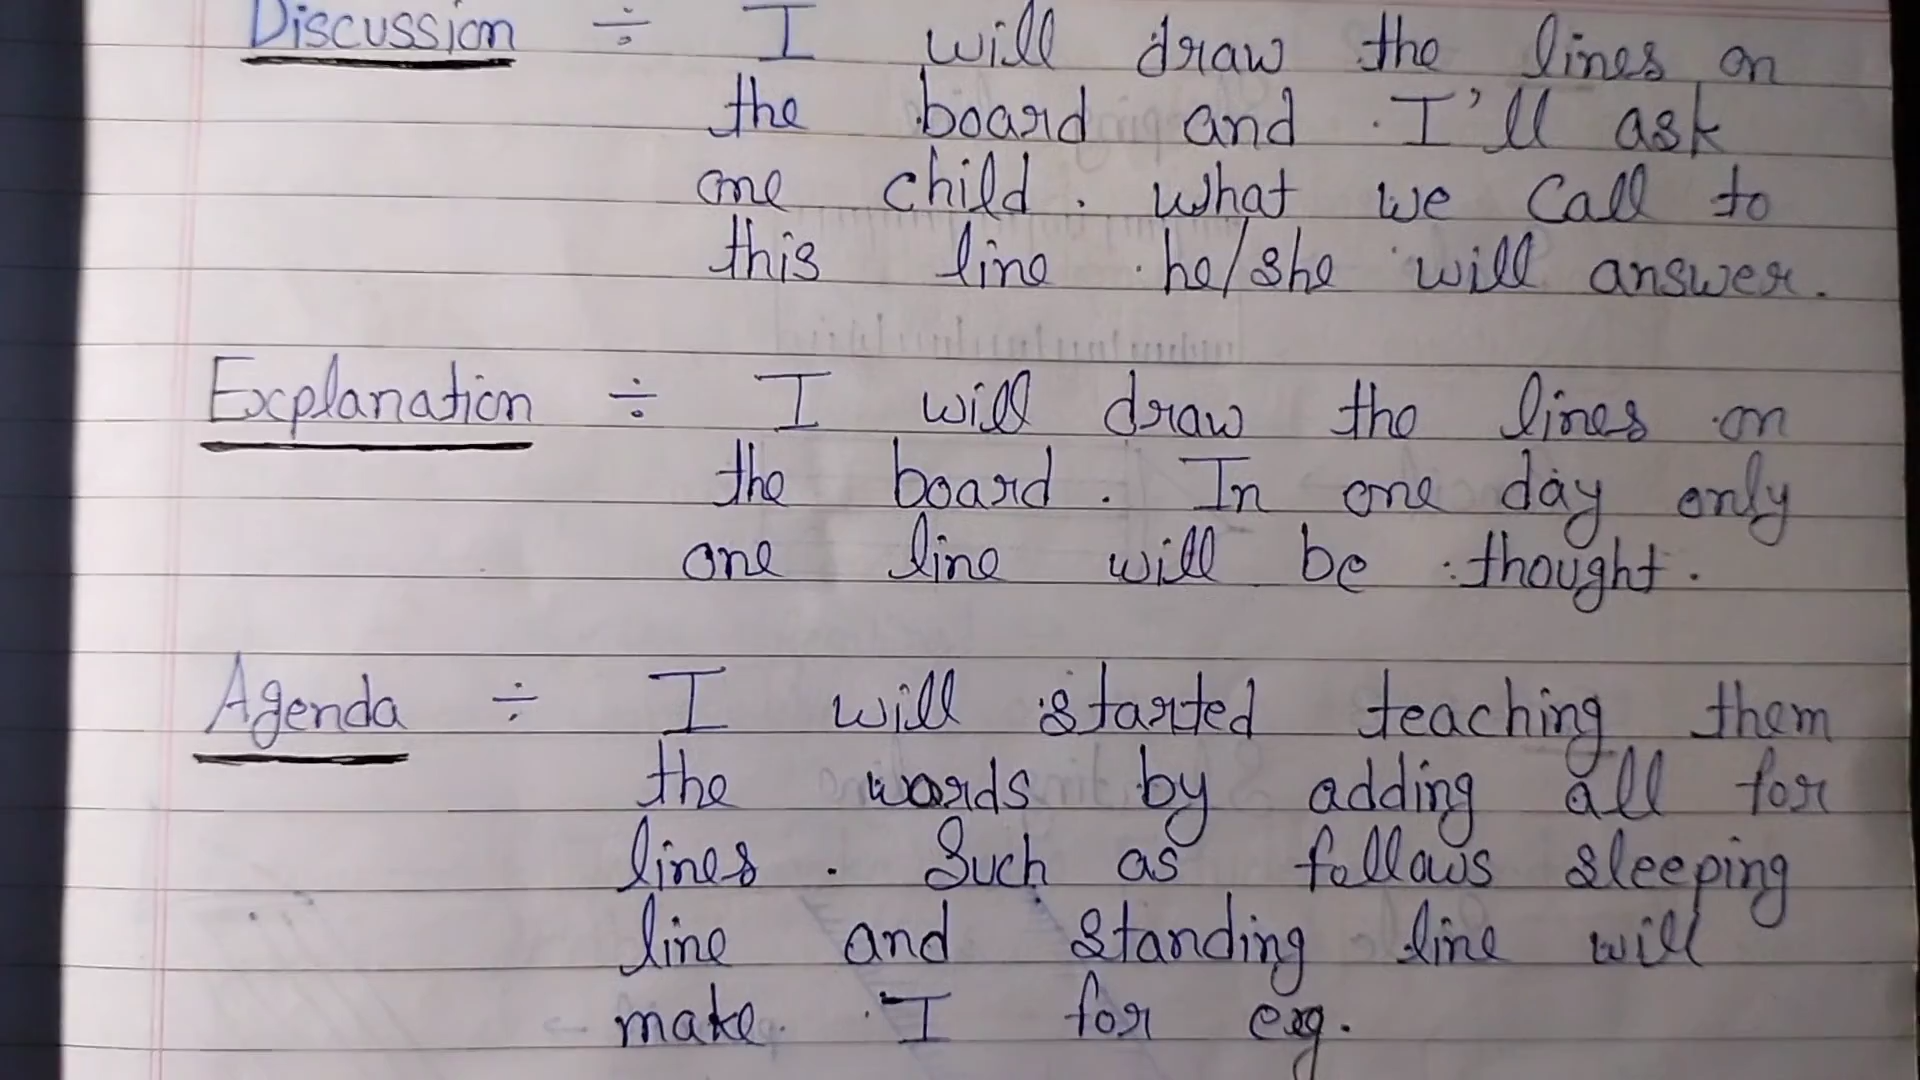 Discussion ÷ I will draw the lines on
the board and I'll ask
one child. What we call to
this line he/she will answer.
Explanation ÷ I will draw the lines on
the board. In one day only
one line will be thought.
Agenda ÷ I will started teaching them
the words by adding all for
lines. Such as follows sleeping
line and standing line will
make I for eg.